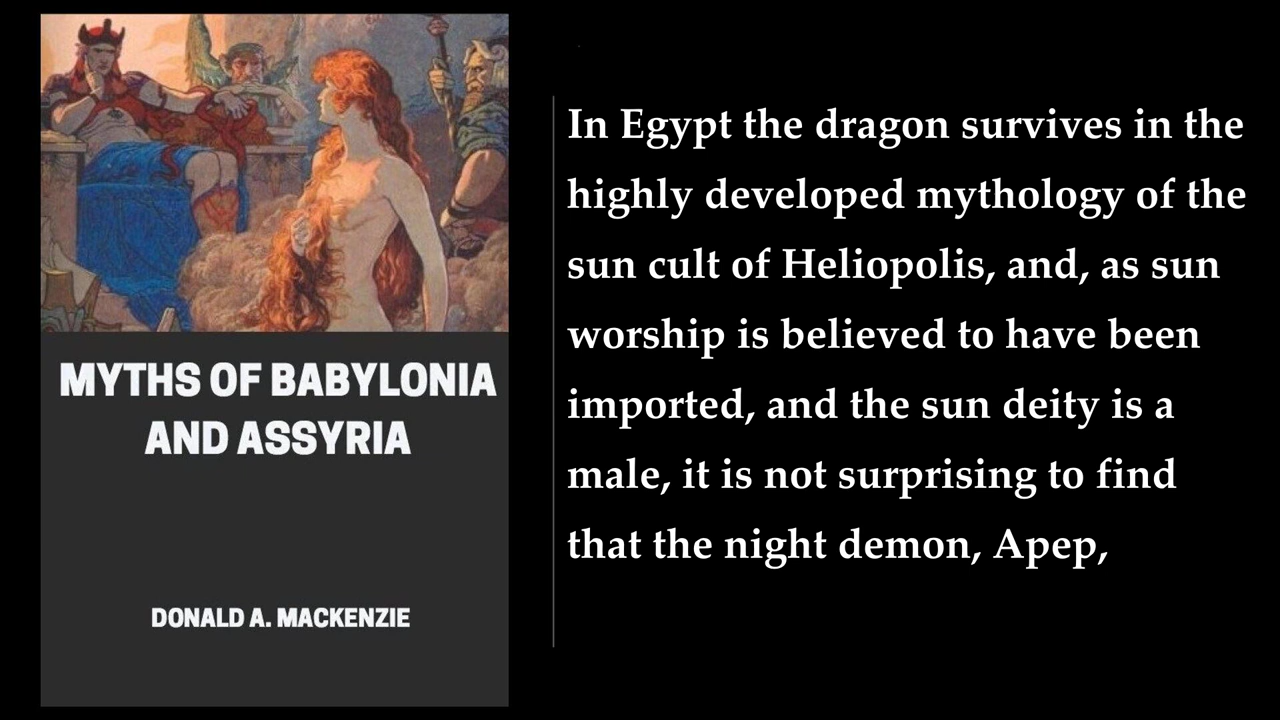 MYTHS OF BABYLONIA
AND ASSYRIA
DONALD A. MACKENZIE
In Egypt the dragon survives in the
highly developed mythology of the
sun cult of Heliopolis, and, as sun
worship is believed to have been
imported, and the sun deity is a
male, it is not surprising to find
that the night demon, Apep,